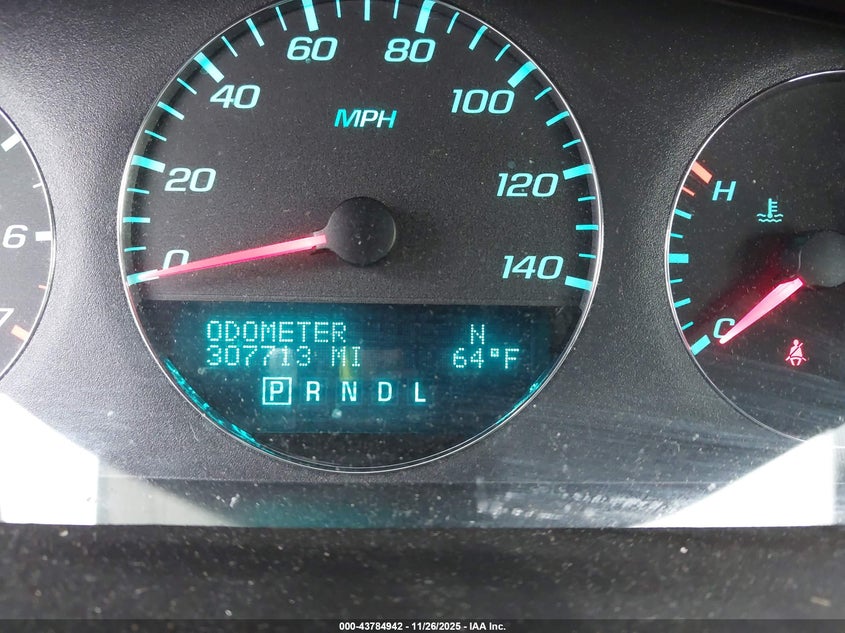 60 80
40 100
MPH
20 120
0 140
6
7
H
C
ODOMETER N
307713 MI 64°F
P R N D L
000-43784942 - 11/26/2025 - IAA Inc.